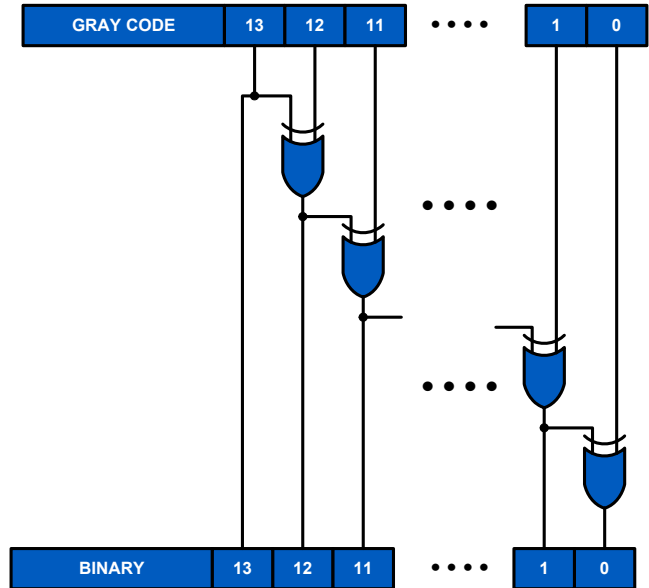 GRAY CODE 13 12 11 •••• 1 0
••••
••••
BINARY 13 12 11 •••• 1 0